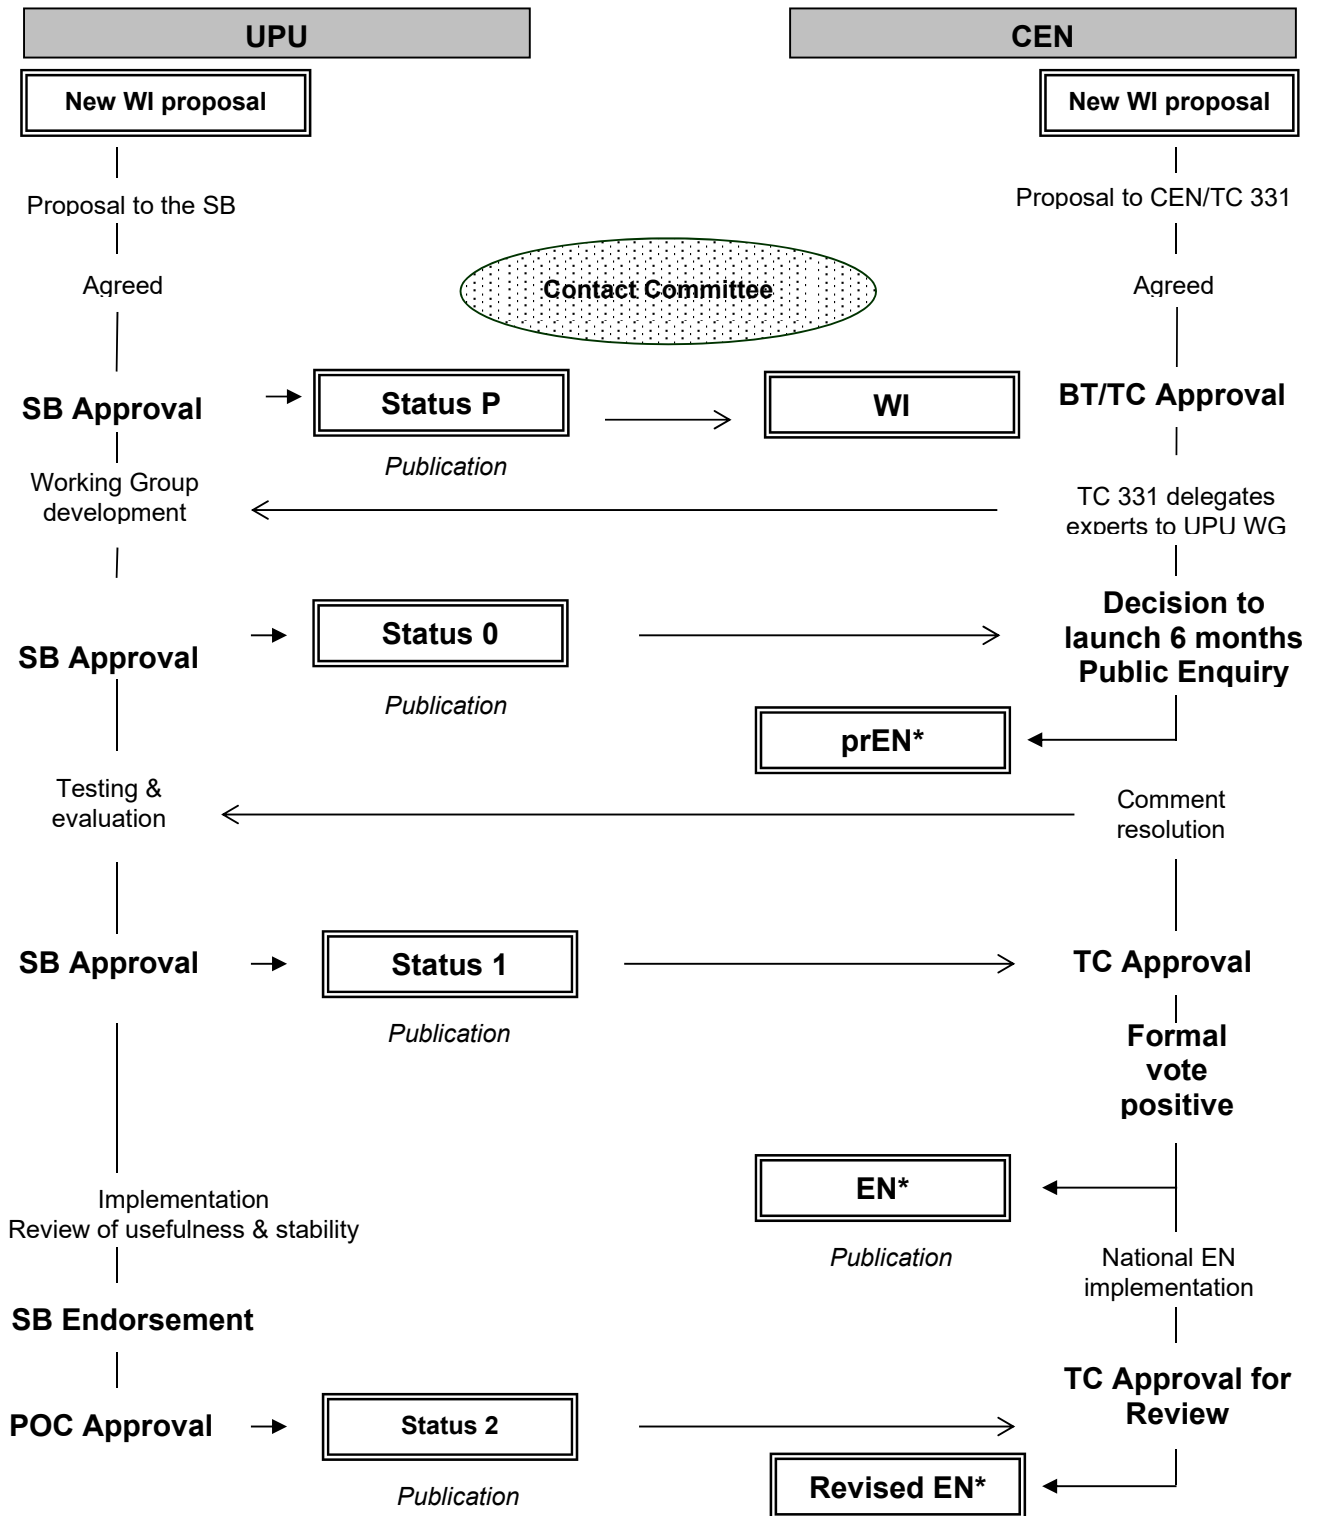 UPU
CEN
New WI proposal
New WI proposal
Proposal to the SB
Proposal to CEN/TC 331
Agreed
Contact Committee
Agreed
SB Approval
Status P
WI
BT/TC Approval
Publication
Working Group
development
TC 331 delegates
experts to UPU WG
SB Approval
Status 0
Decision to
launch 6 months
Public Enquiry
Publication
prEN*
Testing &
evaluation
Comment
resolution
SB Approval
Status 1
TC Approval
Publication
Formal
vote
positive
Implementation
Review of usefulness & stability
EN*
Publication
National EN
implementation
SB Endorsement
POC Approval
Status 2
TC Approval for
Review
Publication
Revised EN*